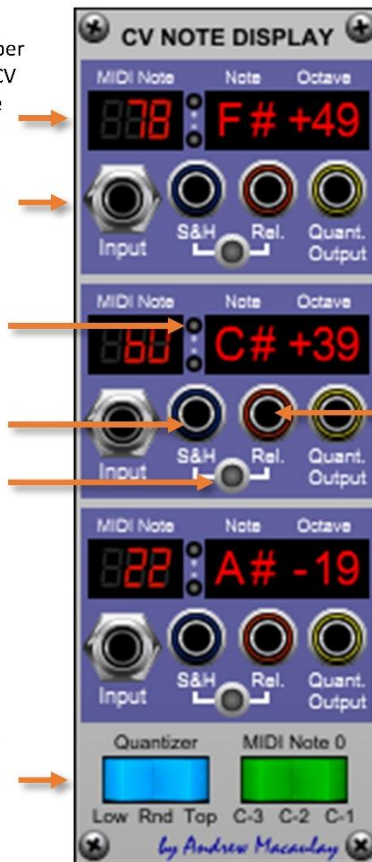 per
CV
e
CV NOTE DISPLAY
MIDI Note Note Octave
78 F# +49
S&H Rel. Quant.
Input Output
MIDI Note Note Octave
C# +39
S&H Rel. Quant.
Input Output
MIDI Note Note Octave
22 A# -19
S&H Rel. Quant.
Input Output
Quantizer MIDI Note 0
Low Rnd Top C-3 C-2 C-1
by Andrew Macaulay